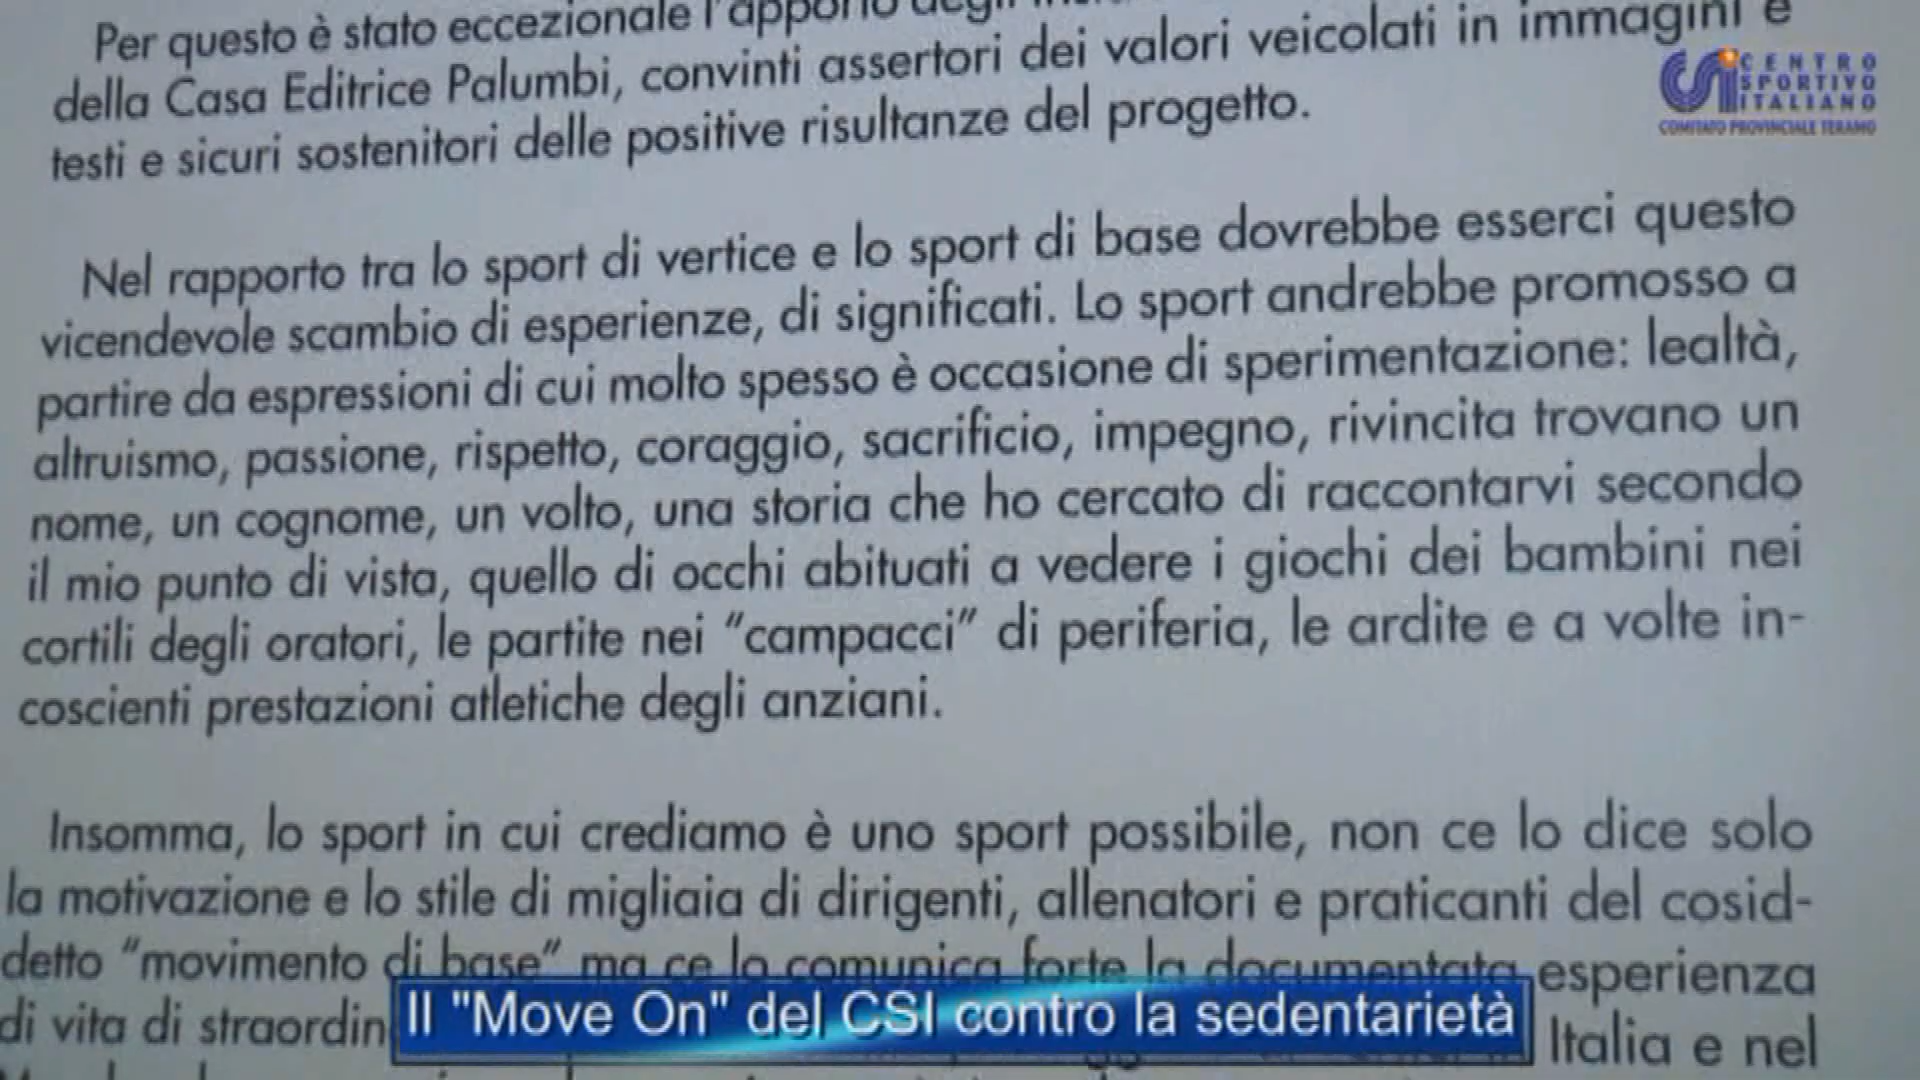 Per questo è stato eccezionale l'apporto degli
della Casa Editrice Palumbi, convinti assertori dei valori veicolati in immagini e
testi e sicuri sostenitori delle positive risultanze del progetto.
CSI CENTRO
SPORTIVO
ITALIANO
COMITATO PROVINCIALE TERAMO
Nel rapporto tra lo sport di vertice e lo sport di base dovrebbe esserci questo
vicendevole scambio di esperienze, di significati. Lo sport andrebbe promosso a
partire da espressioni di cui molto spesso è occasione di sperimentazione: lealtà,
altruismo, passione, rispetto, coraggio, sacrificio, impegno, rivincita trovano un
nome, un cognome, un volto, una storia che ho cercato di raccontarvi secondo
il mio punto di vista, quello di occhi abituati a vedere i giochi dei bambini nei
cortili degli oratori, le partite nei "campacci" di periferia, le ardite e a volte in-
coscienti prestazioni atletiche degli anziani.
Insomma, lo sport in cui crediamo è uno sport possibile, non ce lo dice solo
la motivazione e lo stile di migliaia di dirigenti, allenatori e praticanti del cosid-
detto "movimento di base" ma ce lo comunica forte la documentata esperienza
di vita di straordin
Italia e nel
Il "Move On" del CSI contro la sedentarietà